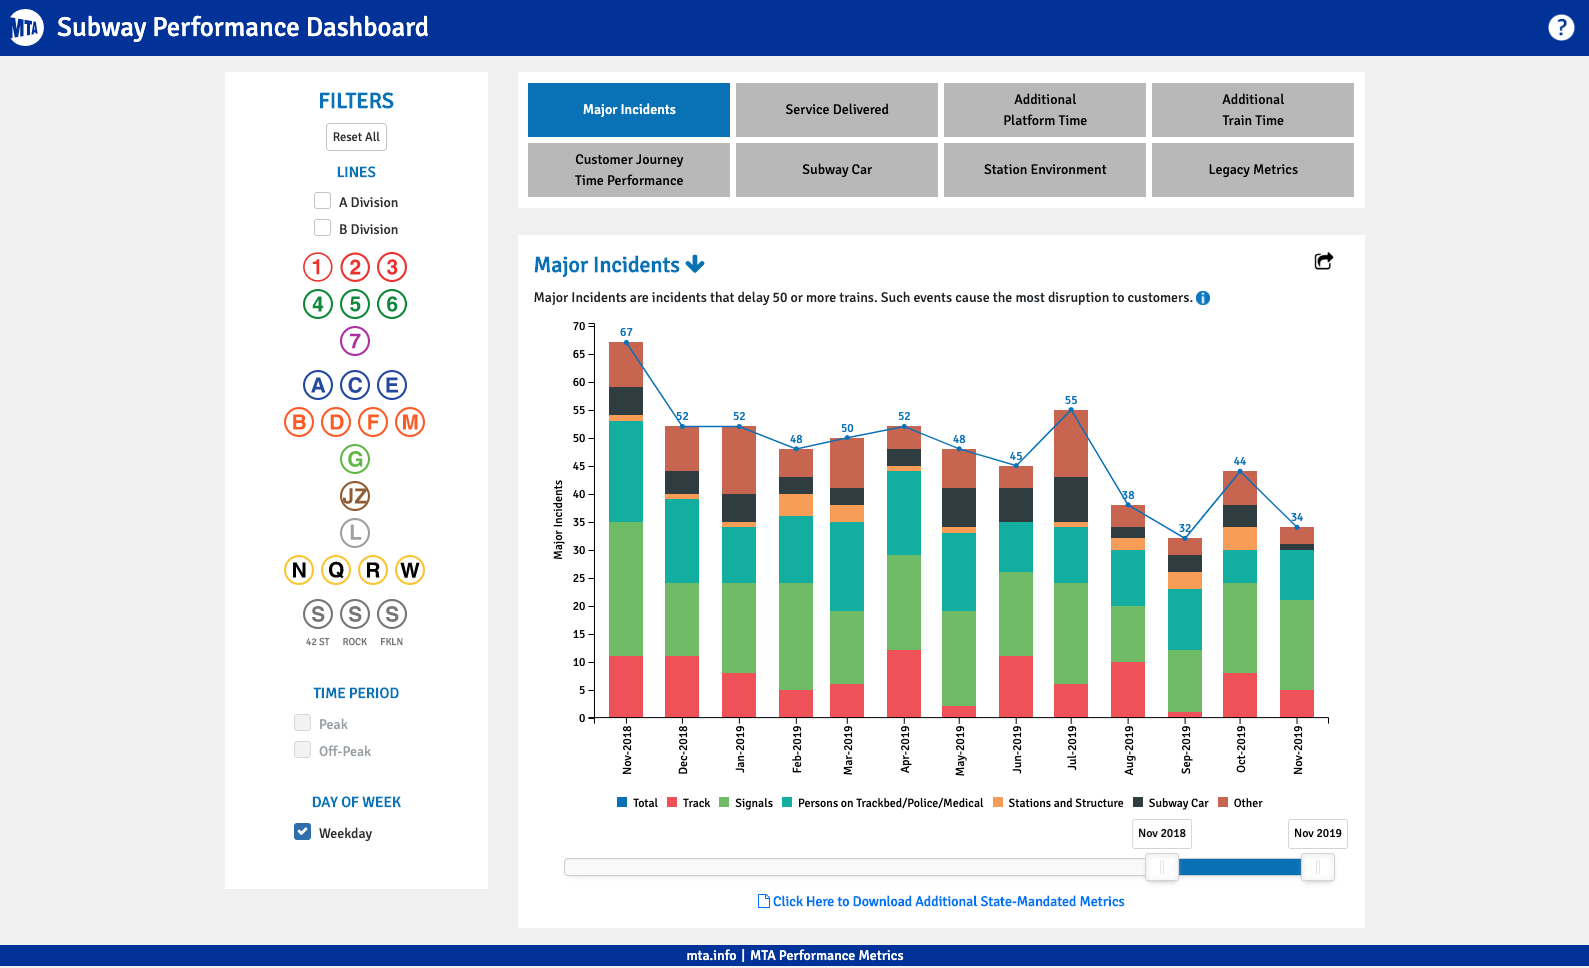 MTA Subway Performance Dashboard ?
FILTERS
Reset All
LINES
A Division
B Division
1 2 3
4 5 6
7
A C E
B D F M
G
JZ
L
N Q R W
S S S
42 ST ROCK FKLN
TIME PERIOD
Peak
Off-Peak
DAY OF WEEK
Weekday
Major Incidents
Service Delivered
Additional
Platform Time
Additional
Train Time
Customer Journey
Time Performance
Subway Car
Station Environment
Legacy Metrics
Major Incidents
Major Incidents are incidents that delay 50 or more trains. Such events cause the most disruption to customers. i
Major Incidents
70
65
60
55
50
45
40
35
30
25
20
15
10
5
0
67
52
52
48
50
52
48
45
55
38
32
44
34
Nov-2018
Dec-2018
Jan-2019
Feb-2019
Mar-2019
Apr-2019
May-2019
Jun-2019
Jul-2019
Aug-2019
Sep-2019
Oct-2019
Nov-2019
Total Track Signals Persons on Trackbed/Police/Medical Stations and Structure Subway Car Other
Nov 2018 Nov 2019
Click Here to Download Additional State-Mandated Metrics
mta.info | MTA Performance Metrics